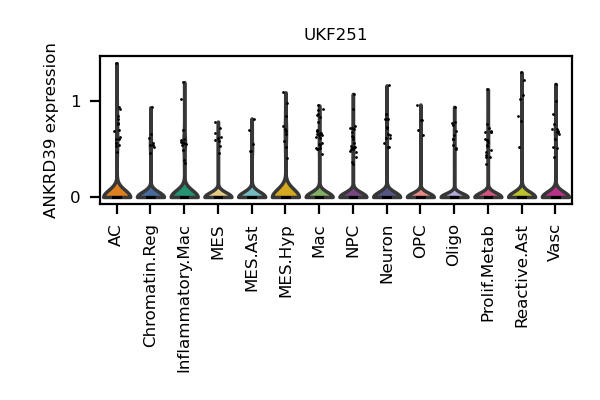 UKF251
ANKRD39 expression
1
0
AC
Chromatin.Reg
Inflammatory.Mac
MES
MES.Ast
MES.Hyp
Mac
NPC
Neuron
OPC
Oligo
Prolif.Metab
Reactive.Ast
Vasc